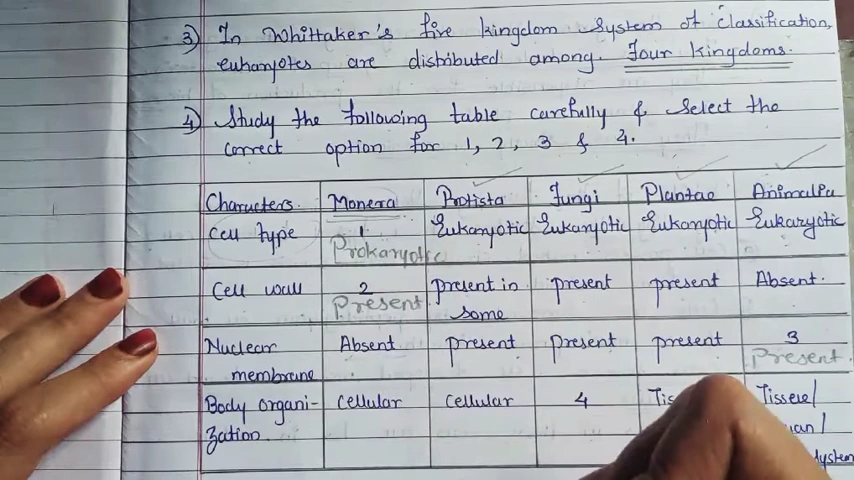 3) In Whittaker's five kingdom system of classification,
eukaryotes are distributed among Four kingdoms.
4) Study the following table carefully & select the
correct option for 1, 2, 3 & 4.
Characters. Monera Protista Fungi Plantae Animalia
Cell type 1 Eukaryotic Eukaryotic Eukaryotic Eukaryotic
Prokaryotic
Cell wall 2 present in present present Absent.
Present. some
Nuclear Absent present present present 3
membrane Present.
Body organi- cellular cellular 4 Tissue/
zation
system